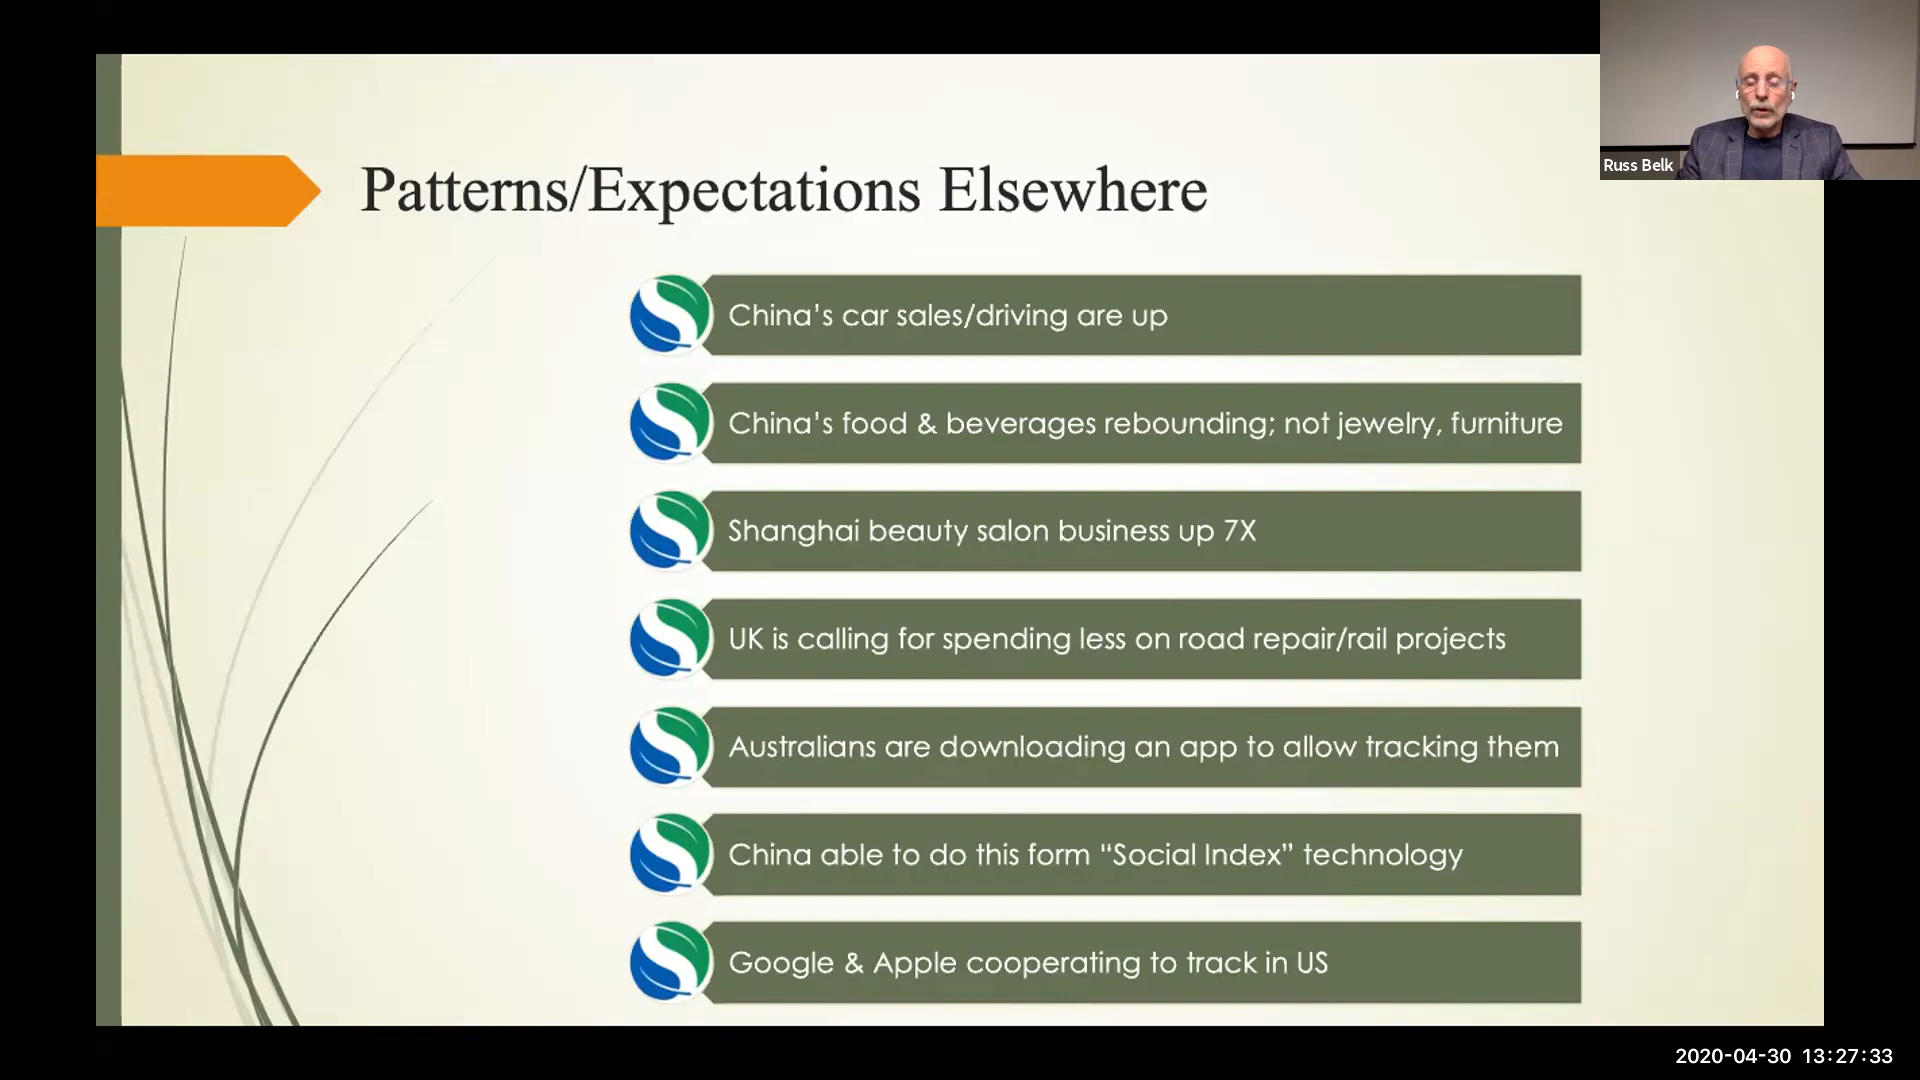 Russ Belk
Patterns/Expectations Elsewhere
China’s car sales/driving are up
China’s food & beverages rebounding; not jewelry, furniture
Shanghai beauty salon business up 7X
UK is calling for spending less on road repair/rail projects
Australians are downloading an app to allow tracking them
China able to do this form “Social Index” technology
Google & Apple cooperating to track in US
2020-04-30 13:27:33